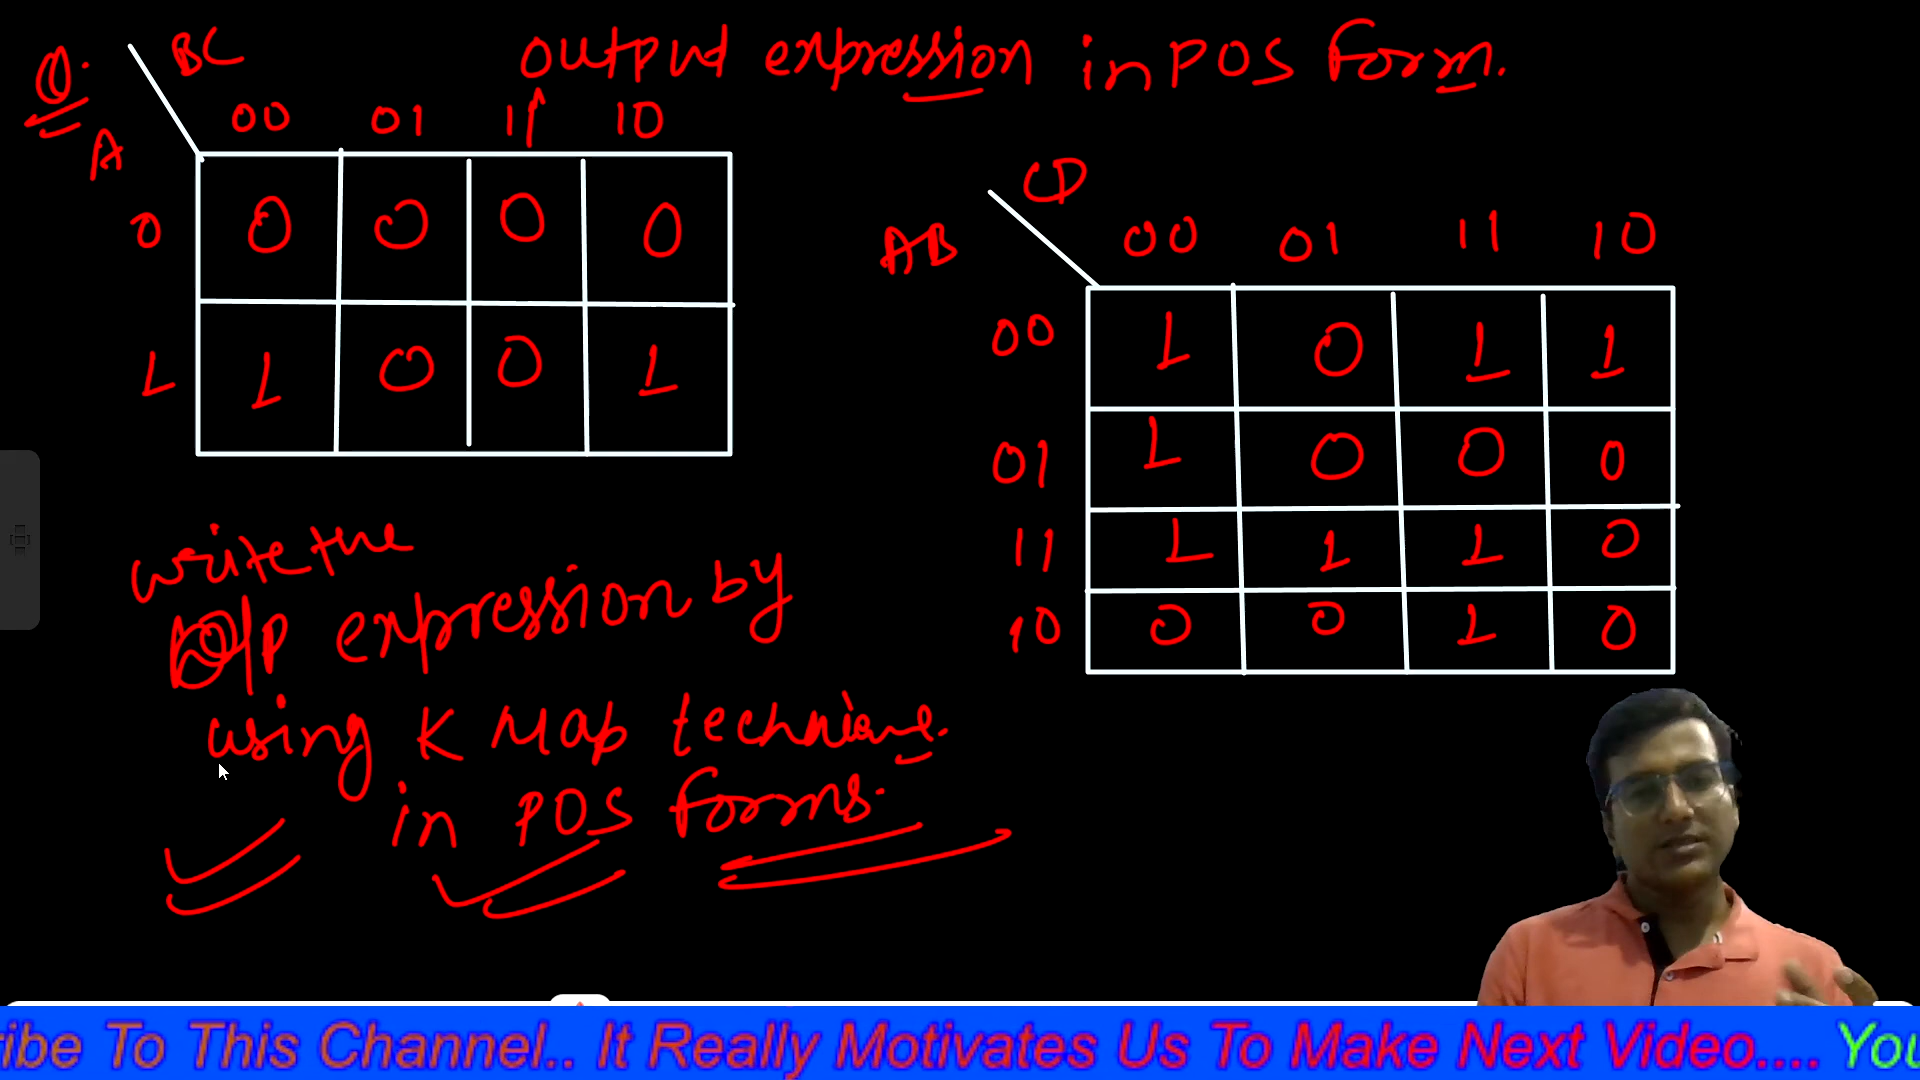 Q. BC output expression in POS form.
A 00 01 11 10
0 0 0 0 0
1 1 0 0 1
CD
AB 00 01 11 10
00 1 0 1 1
01 1 0 0 0
11 1 1 1 0
10 0 0 1 0
write the
O/P expression by
using K Map
in POS forms.
ibe To This Channel.. It Really Motivates Us To Make Next Video.... You